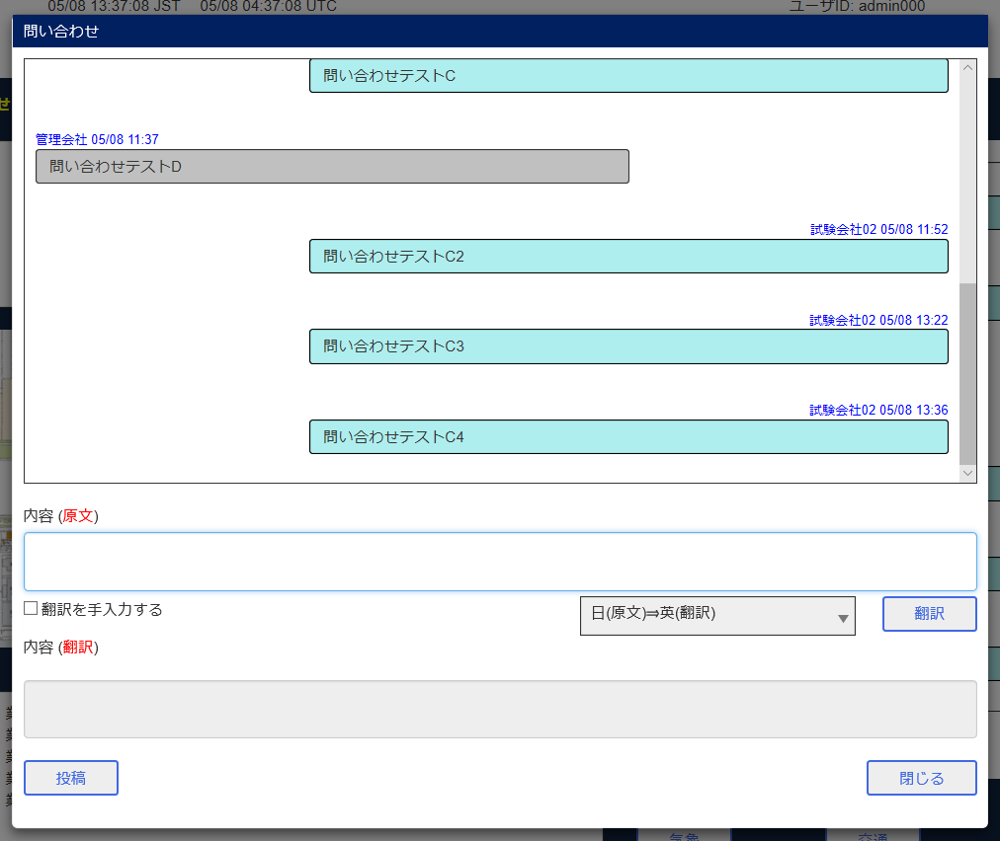 05/08 13:37:08 JST 05/08 04:37:08 UTC ユーザID: admin000
問い合わせ
問い合わせテストC
せ
管理会社 05/08 11:37
問い合わせテストD
試験会社02 05/08 11:52
問い合わせテストC2
試験会社02 05/08 13:22
問い合わせテストC3
試験会社02 05/08 13:36
問い合わせテストC4
内容 (原文)
翻訳を手入力する
日(原文)⇒英(翻訳)
翻訳
内容 (翻訳)
投稿
閉じる
気象 交通